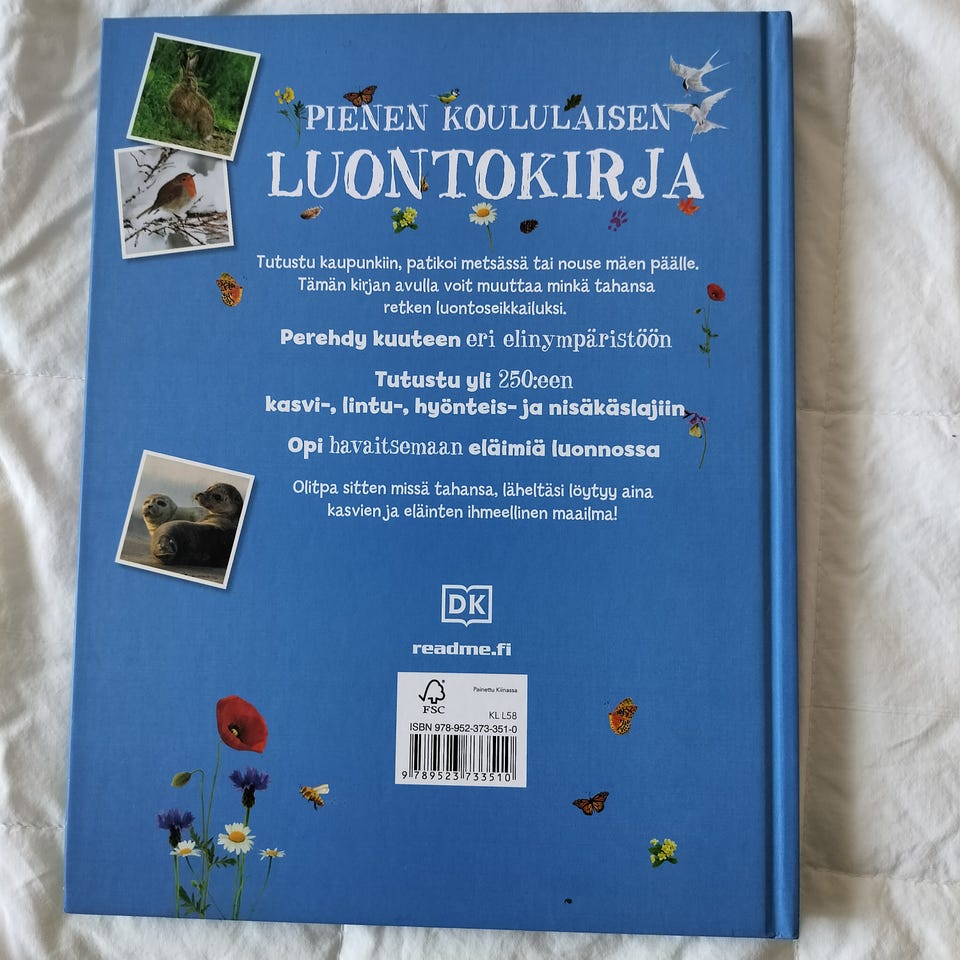 PIENEN KOULULAISEN
LUONTOKIRJA
Tutustu kaupunkiin, patikoi metsässä tai nouse mäen päälle.
Tämän kirjan avulla voit muuttaa minkä tahansa
retken luontoseikkailuksi.
Perehdy kuuteen eri elinympäristöön
Tutustu yli 250:een
kasvi-, lintu-, hyönteis- ja nisäkäslajiin
Opi havaitsemaan eläimiä luonnossa
Olitpa sitten missä tahansa, läheltäsi löytyy aina
kasvien ja eläinten ihmeellinen maailma!
DK
readme.fi
Painettu Kiinassa
FSC
KL L58
ISBN 978-952-373-351-0
9 789523 733510